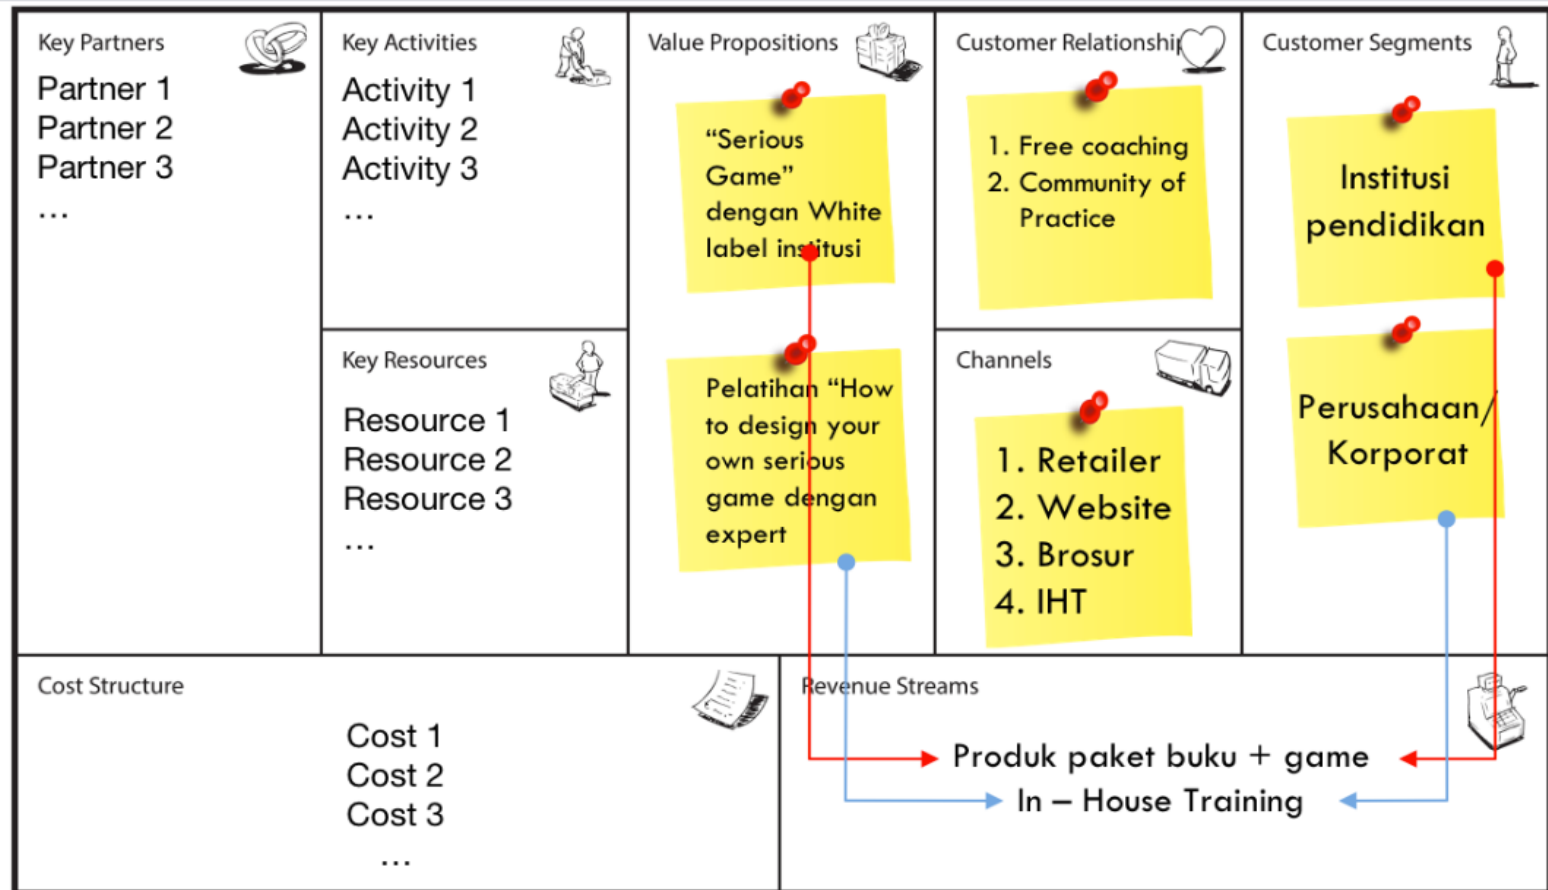 Key Partners
Partner 1
Partner 2
Partner 3
...
Key Activities
Activity 1
Activity 2
Activity 3
...
Key Resources
Resource 1
Resource 2
Resource 3
...
Value Propositions
“Serious
Game”
dengan White
label institusi
Pelatihan “How
to design your
own serious
game dengan
expert
Customer Relationship
1. Free coaching
2. Community of
Practice
Channels
1. Retailer
2. Website
3. Brosur
4. IHT
Customer Segments
Institusi
pendidikan
Perusahaan/
Korporat
Cost Structure
Cost 1
Cost 2
Cost 3
...
Revenue Streams
Produk paket buku + game
In – House Training